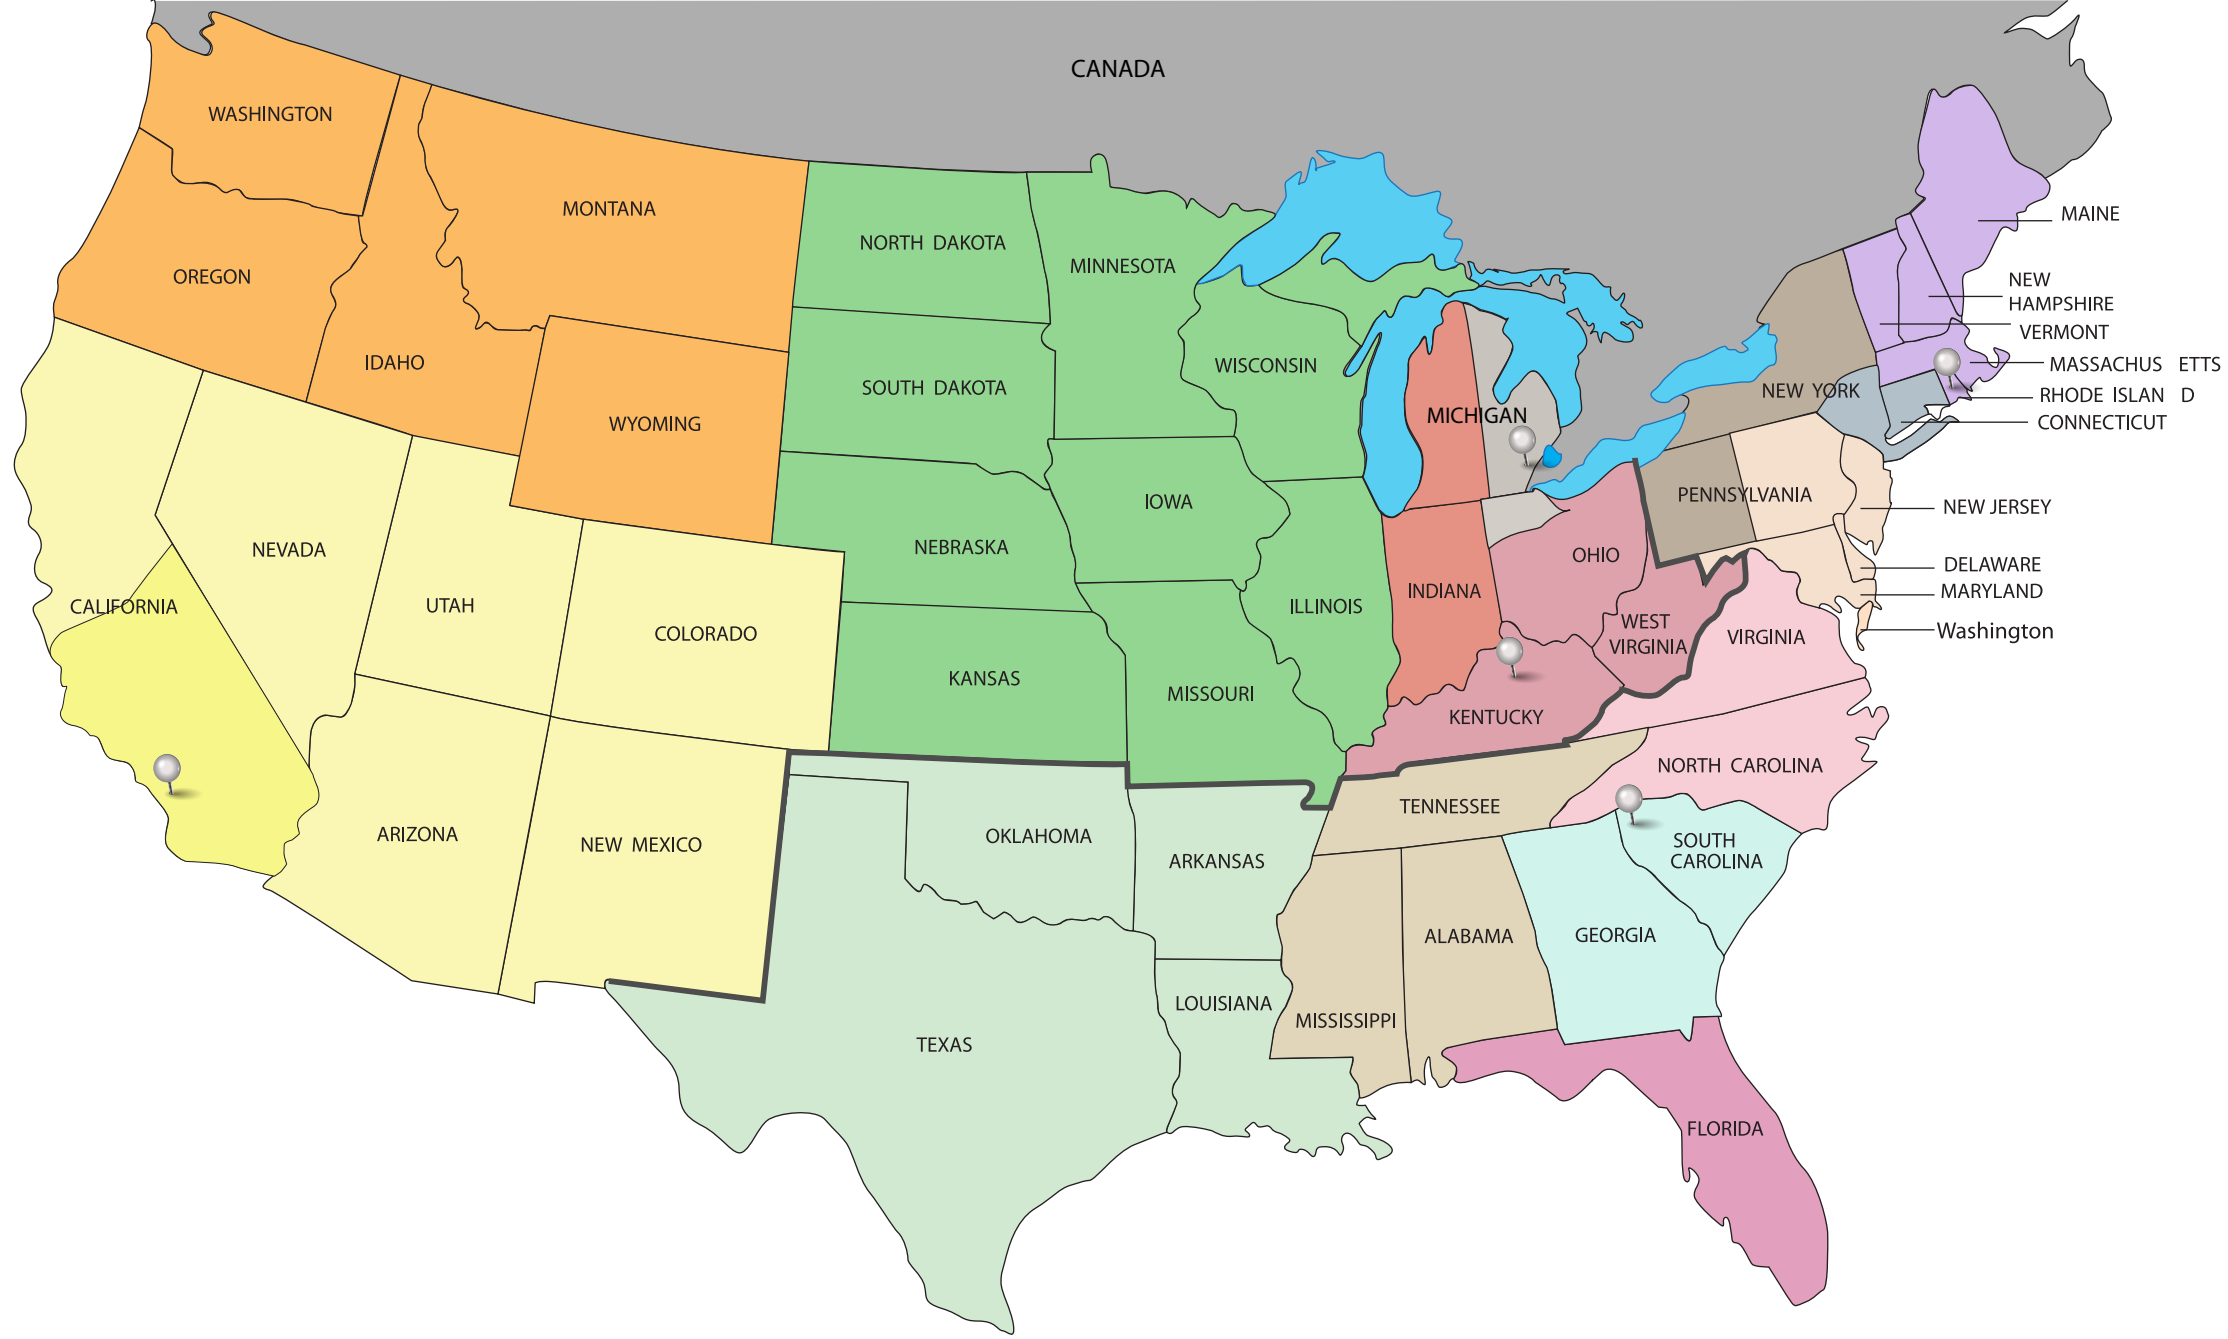 CANADA
WASHINGTON
MONTANA
MAINE
NORTH DAKOTA
MINNESOTA
OREGON
NEW
HAMPSHIRE
VERMONT
IDAHO
WISCONSIN
MASSACHUS ETTS
SOUTH DAKOTA
NEW YORK
RHODE ISLAN D
MICHIGAN
WYOMING
CONNECTICUT
PENNSYLVANIA
IOWA
NEW JERSEY
NEVADA
NEBRASKA
OHIO
DELAWARE
INDIANA
MARYLAND
CALIFORNIA
UTAH
ILLINOIS
WEST
VIRGINIA
Washington
COLORADO
VIRGINIA
KANSAS
MISSOURI
KENTUCKY
NORTH CAROLINA
TENNESSEE
ARIZONA
OKLAHOMA
NEW MEXICO
SOUTH
CAROLINA
ARKANSAS
ALABAMA
GEORGIA
LOUISIANA
MISSISSIPPI
TEXAS
FLORIDA